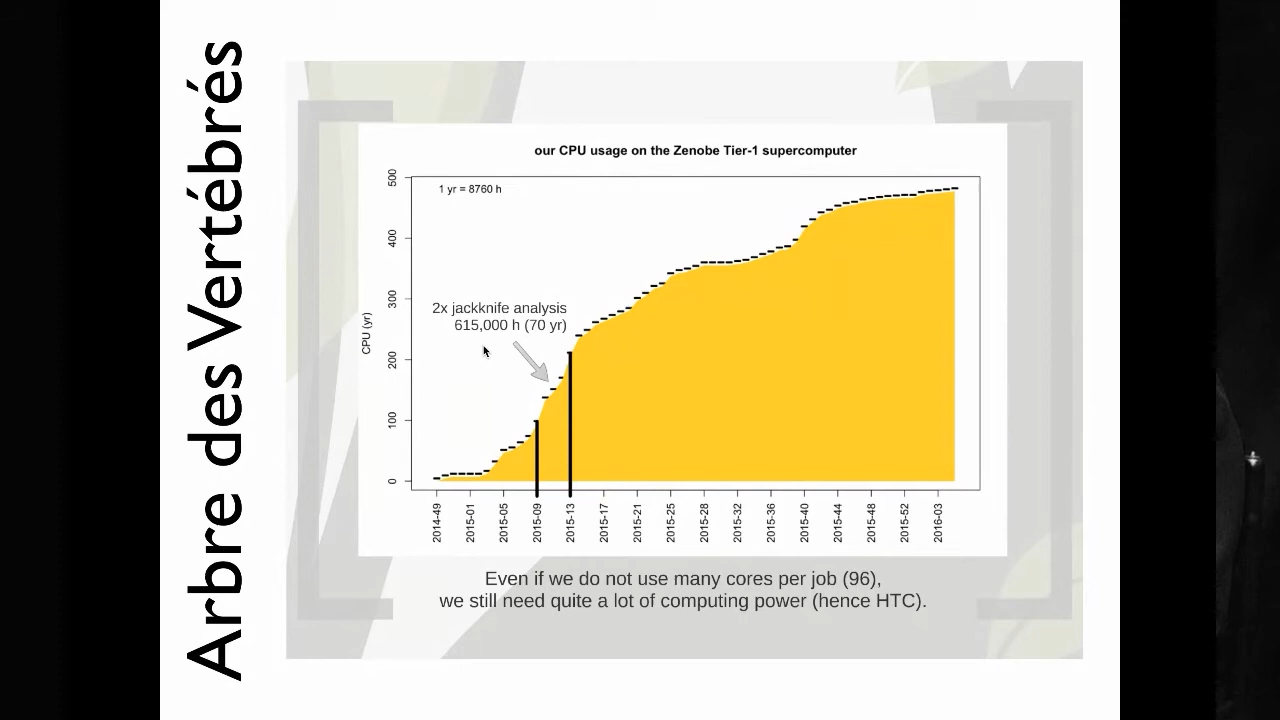 Arbre des Vertébrés
our CPU usage on the Zenobe Tier-1 supercomputer
1 yr = 8760 h
500
400
300
200
100
0
CPU (yr)
2x jackknife analysis
615,000 h (70 yr)
2014-49
2015-01
2015-05
2015-09
2015-13
2015-17
2015-21
2015-25
2015-28
2015-32
2015-36
2015-40
2015-44
2015-48
2015-52
2016-03
Even if we do not use many cores per job (96),
we still need quite a lot of computing power (hence HTC).